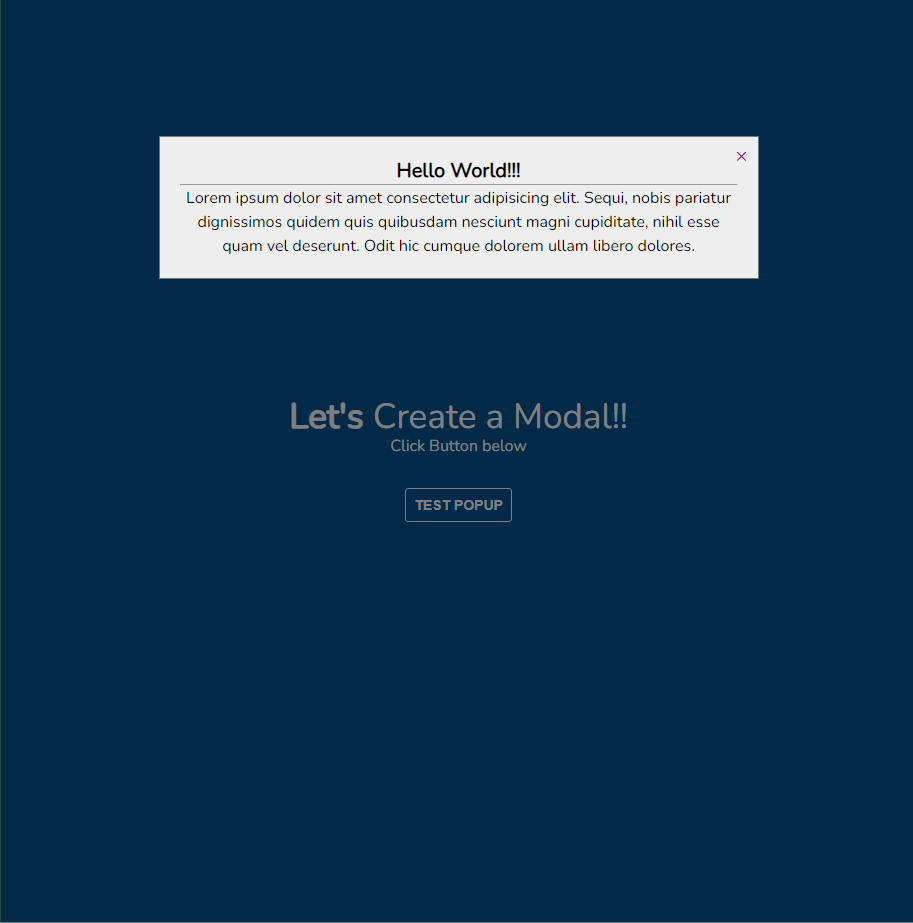 Hello World!!!
Lorem ipsum dolor sit amet consectetur adipisicing elit. Sequi, nobis pariatur
dignissimos quidem quis quibusdam nesciunt magni cupiditate, nihil esse
quam vel deserunt. Odit hic cumque dolorem ullam libero dolores.
Let's Create a Modal!!
Click Button below
TEST POPUP